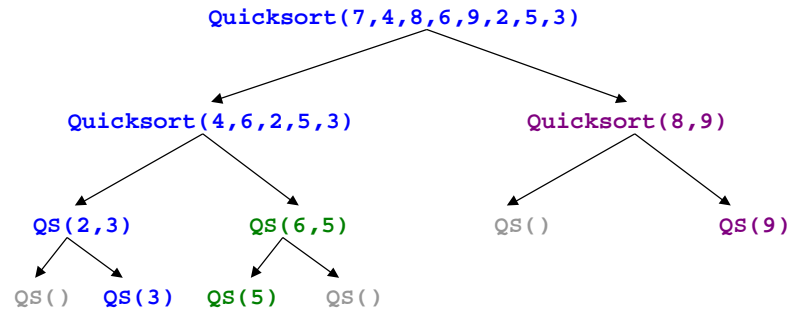 Quicksort(7,4,8,6,9,2,5,3)
Quicksort(4,6,2,5,3)
Quicksort(8,9)
QS(2,3)
QS(6,5)
QS()
QS(9)
QS()
QS(3)
QS(5)
QS()